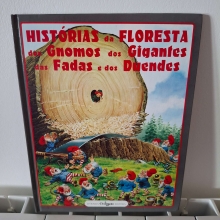 HISTÓRIAS da FLORESTA
dos Gnomos dos Gigantes
das Fadas e dos Duendes